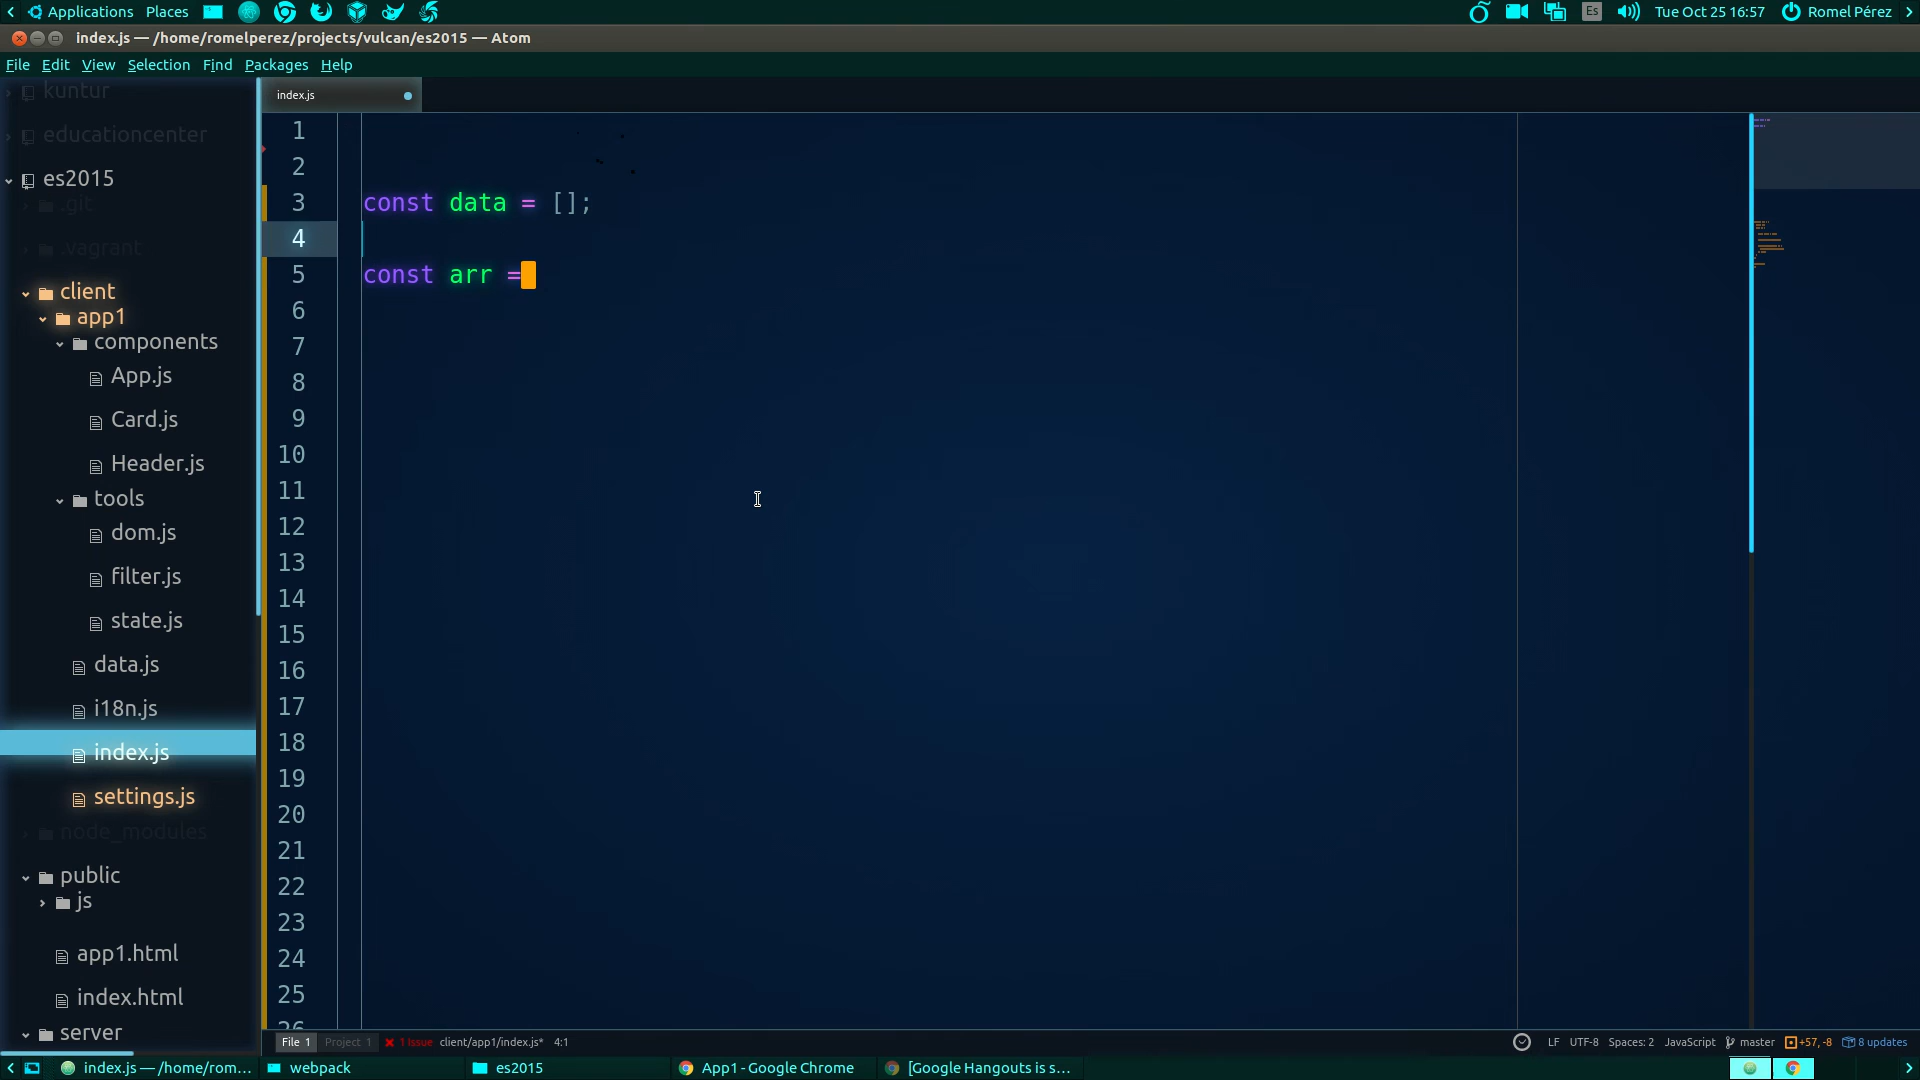 Applications Places Es Tue Oct 25 16:57 Romel Pérez
index.js — /home/romelperez/projects/vulcan/es2015 — Atom
File Edit View Selection Find Packages Help
kuntur
educationcenter
es2015
.git
.vagrant
client
app1
components
App.js
Card.js
Header.js
tools
dom.js
filter.js
state.js
data.js
i18n.js
index.js
settings.js
node_modules
public
js
app1.html
index.html
server
index.js
1
2
3 const data = [];
4
5 const arr =
6
7
8
9
10
11
12
13
14
15
16
17
18
19
20
21
22
23
24
25
26
File 1 Project 1 1 Issue client/app1/index.js* 4:1 LF UTF-8 Spaces: 2 JavaScript master +57, -8 8 updates
index.js — /home/rom... webpack es2015 App1 - Google Chrome [Google Hangouts is s...